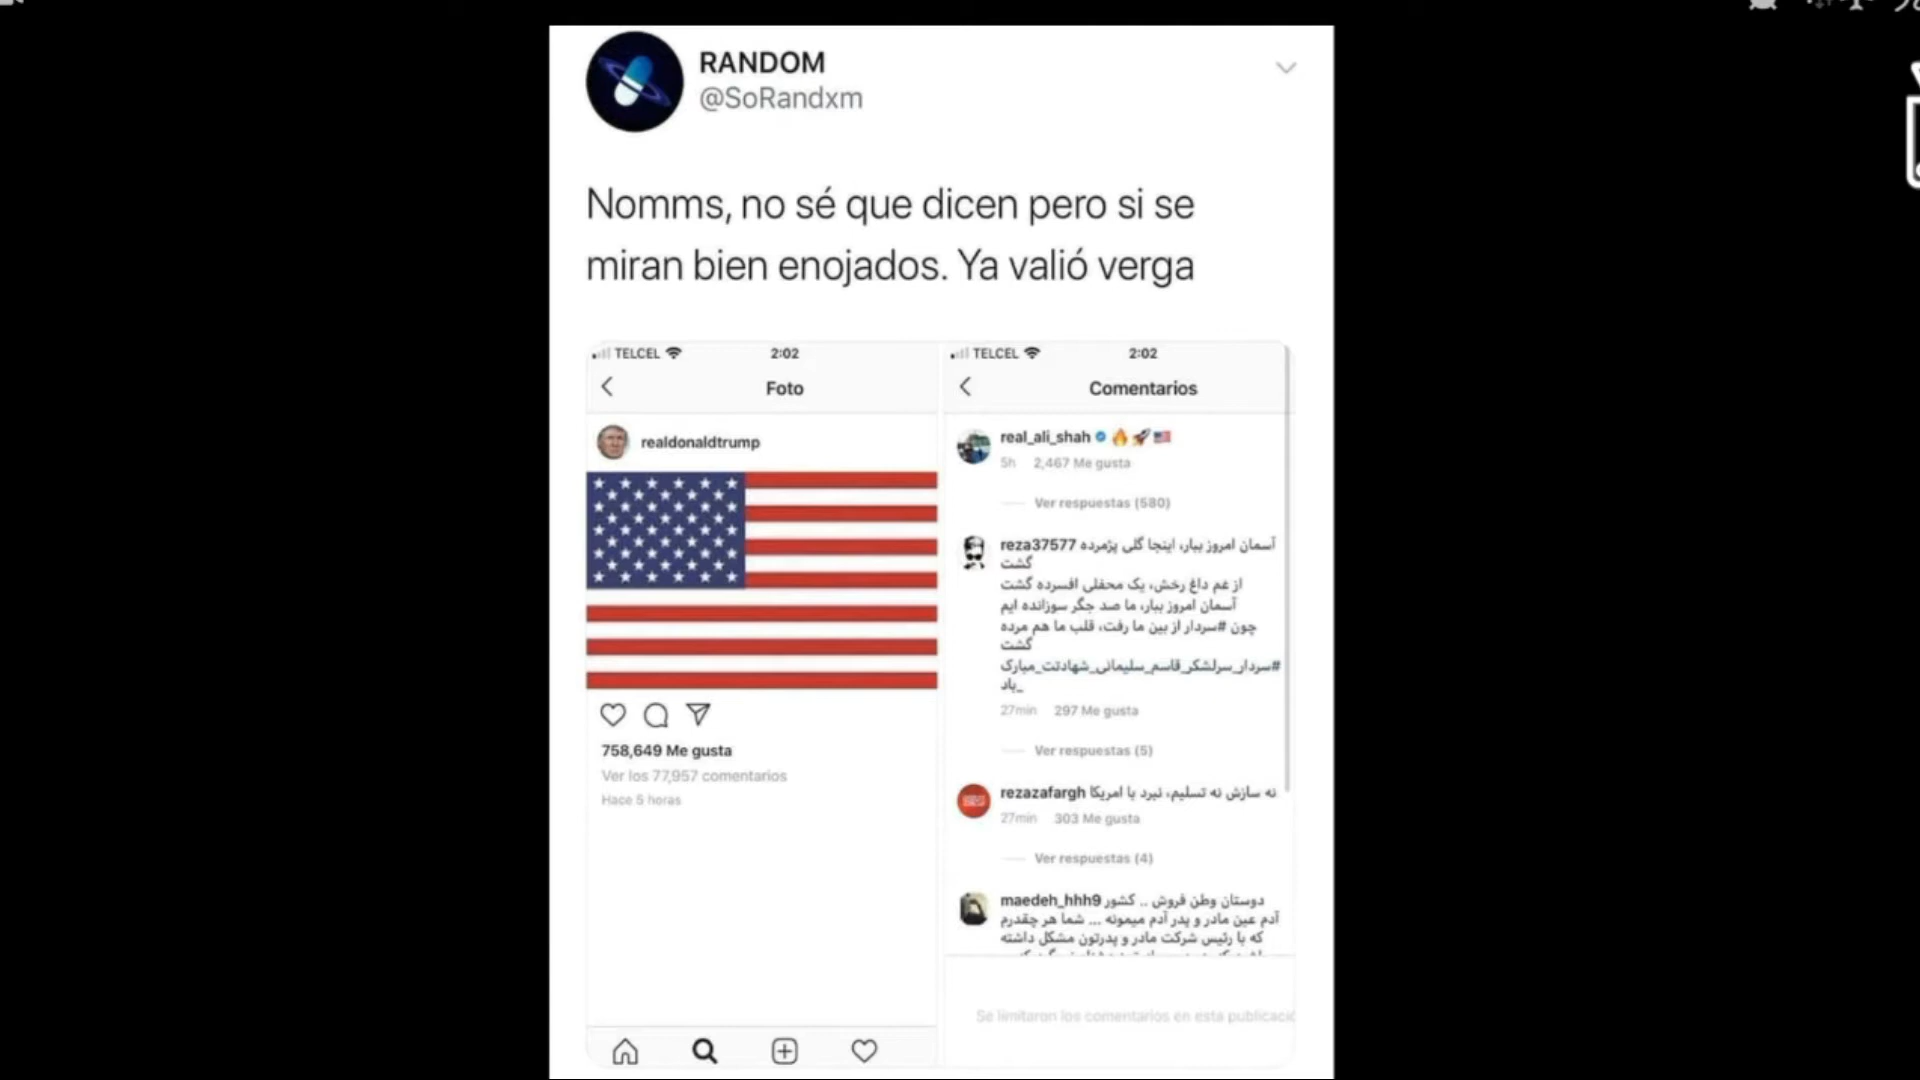 RANDOM
@SoRandxm
Nomms, no sé que dicen pero si se
miran bien enojados. Ya valió verga
TELCEL 2:02
Foto
realdonaldtrump
758,649 Me gusta
Ver los 77,957 comentarios
Hace 5 horas
TELCEL 2:02
Comentarios
real_ali_shah
5h 2,467 Me gusta
Ver respuestas (580)
reza37577 آسمان امروز ببار، اینجا گلی پژمرده
گشت
از غم داغ رخش، یک محفلی افسرده گشت
آسمان امروز ببار، ما صد جگر سوزانده ایم
چون #سردار از بین ما رفت، قلب ما هم مرده
گشت
#سردار_سرلشکر_قاسم_سلیمانی_شهادتت_مبارک
_باد
27min 297 Me gusta
Ver respuestas (5)
rezazafargh نه سازش نه تسلیم، نبرد با امریکا
27min 303 Me gusta
Ver respuestas (4)
maedeh_hhh9 دوستان وطن فروش .. کشور
آدم عین مادر و پدر آدم میمونه ... شما هر چقدرم
که با رئیس شرکت مادر و پدرتون مشکل داشته
Se limitaron los comentarios en esta